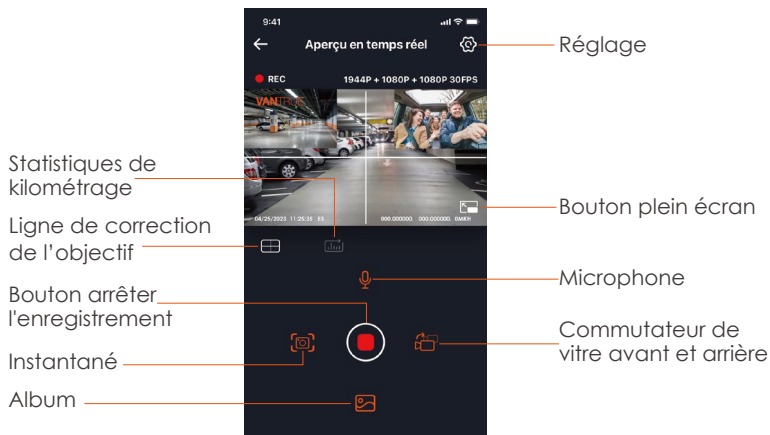 9:41
Aperçu en temps réel
REC
1944P + 1080P + 1080P 30FPS
VANTRUE
04/25/2023 11:25:35 E3
000.000000 000.000000. 0MKH
Réglage
Statistiques de
kilométrage
Bouton plein écran
Ligne de correction
de l’objectif
Microphone
Bouton arrêter
l'enregistrement
Commutateur de
vitre avant et arrière
Instantané
Album